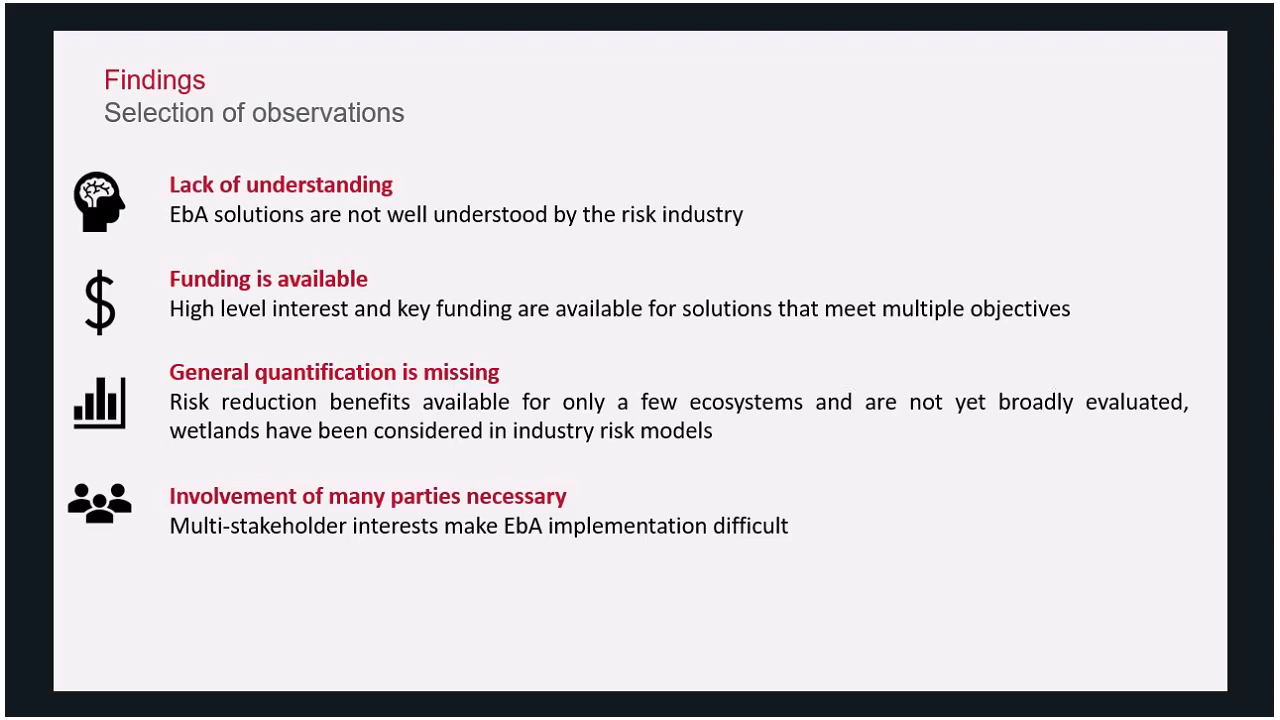 Findings
Selection of observations
Lack of understanding
EbA solutions are not well understood by the risk industry
Funding is available
High level interest and key funding are available for solutions that meet multiple objectives
General quantification is missing
Risk reduction benefits available for only a few ecosystems and are not yet broadly evaluated,
wetlands have been considered in industry risk models
Involvement of many parties necessary
Multi-stakeholder interests make EbA implementation difficult